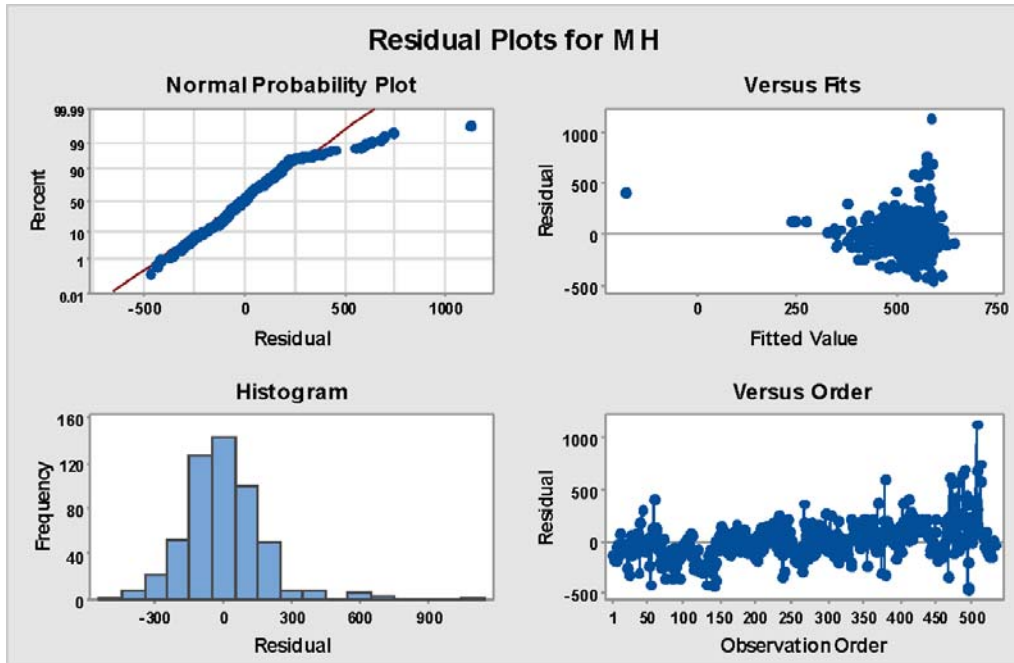 Residual Plots for MH
Normal Probability Plot
99.99
99
90
50
10
1
0.01
Percent
-500 0 500 1000
Residual
Versus Fits
1000
500
0
-500
Residual
0 250 500 750
Fitted Value
Histogram
160
120
80
40
0
Frequency
-300 0 300 600 900
Residual
Versus Order
1000
500
0
-500
Residual
1 50 100 150 200 250 300 350 400 450 500
Observation Order